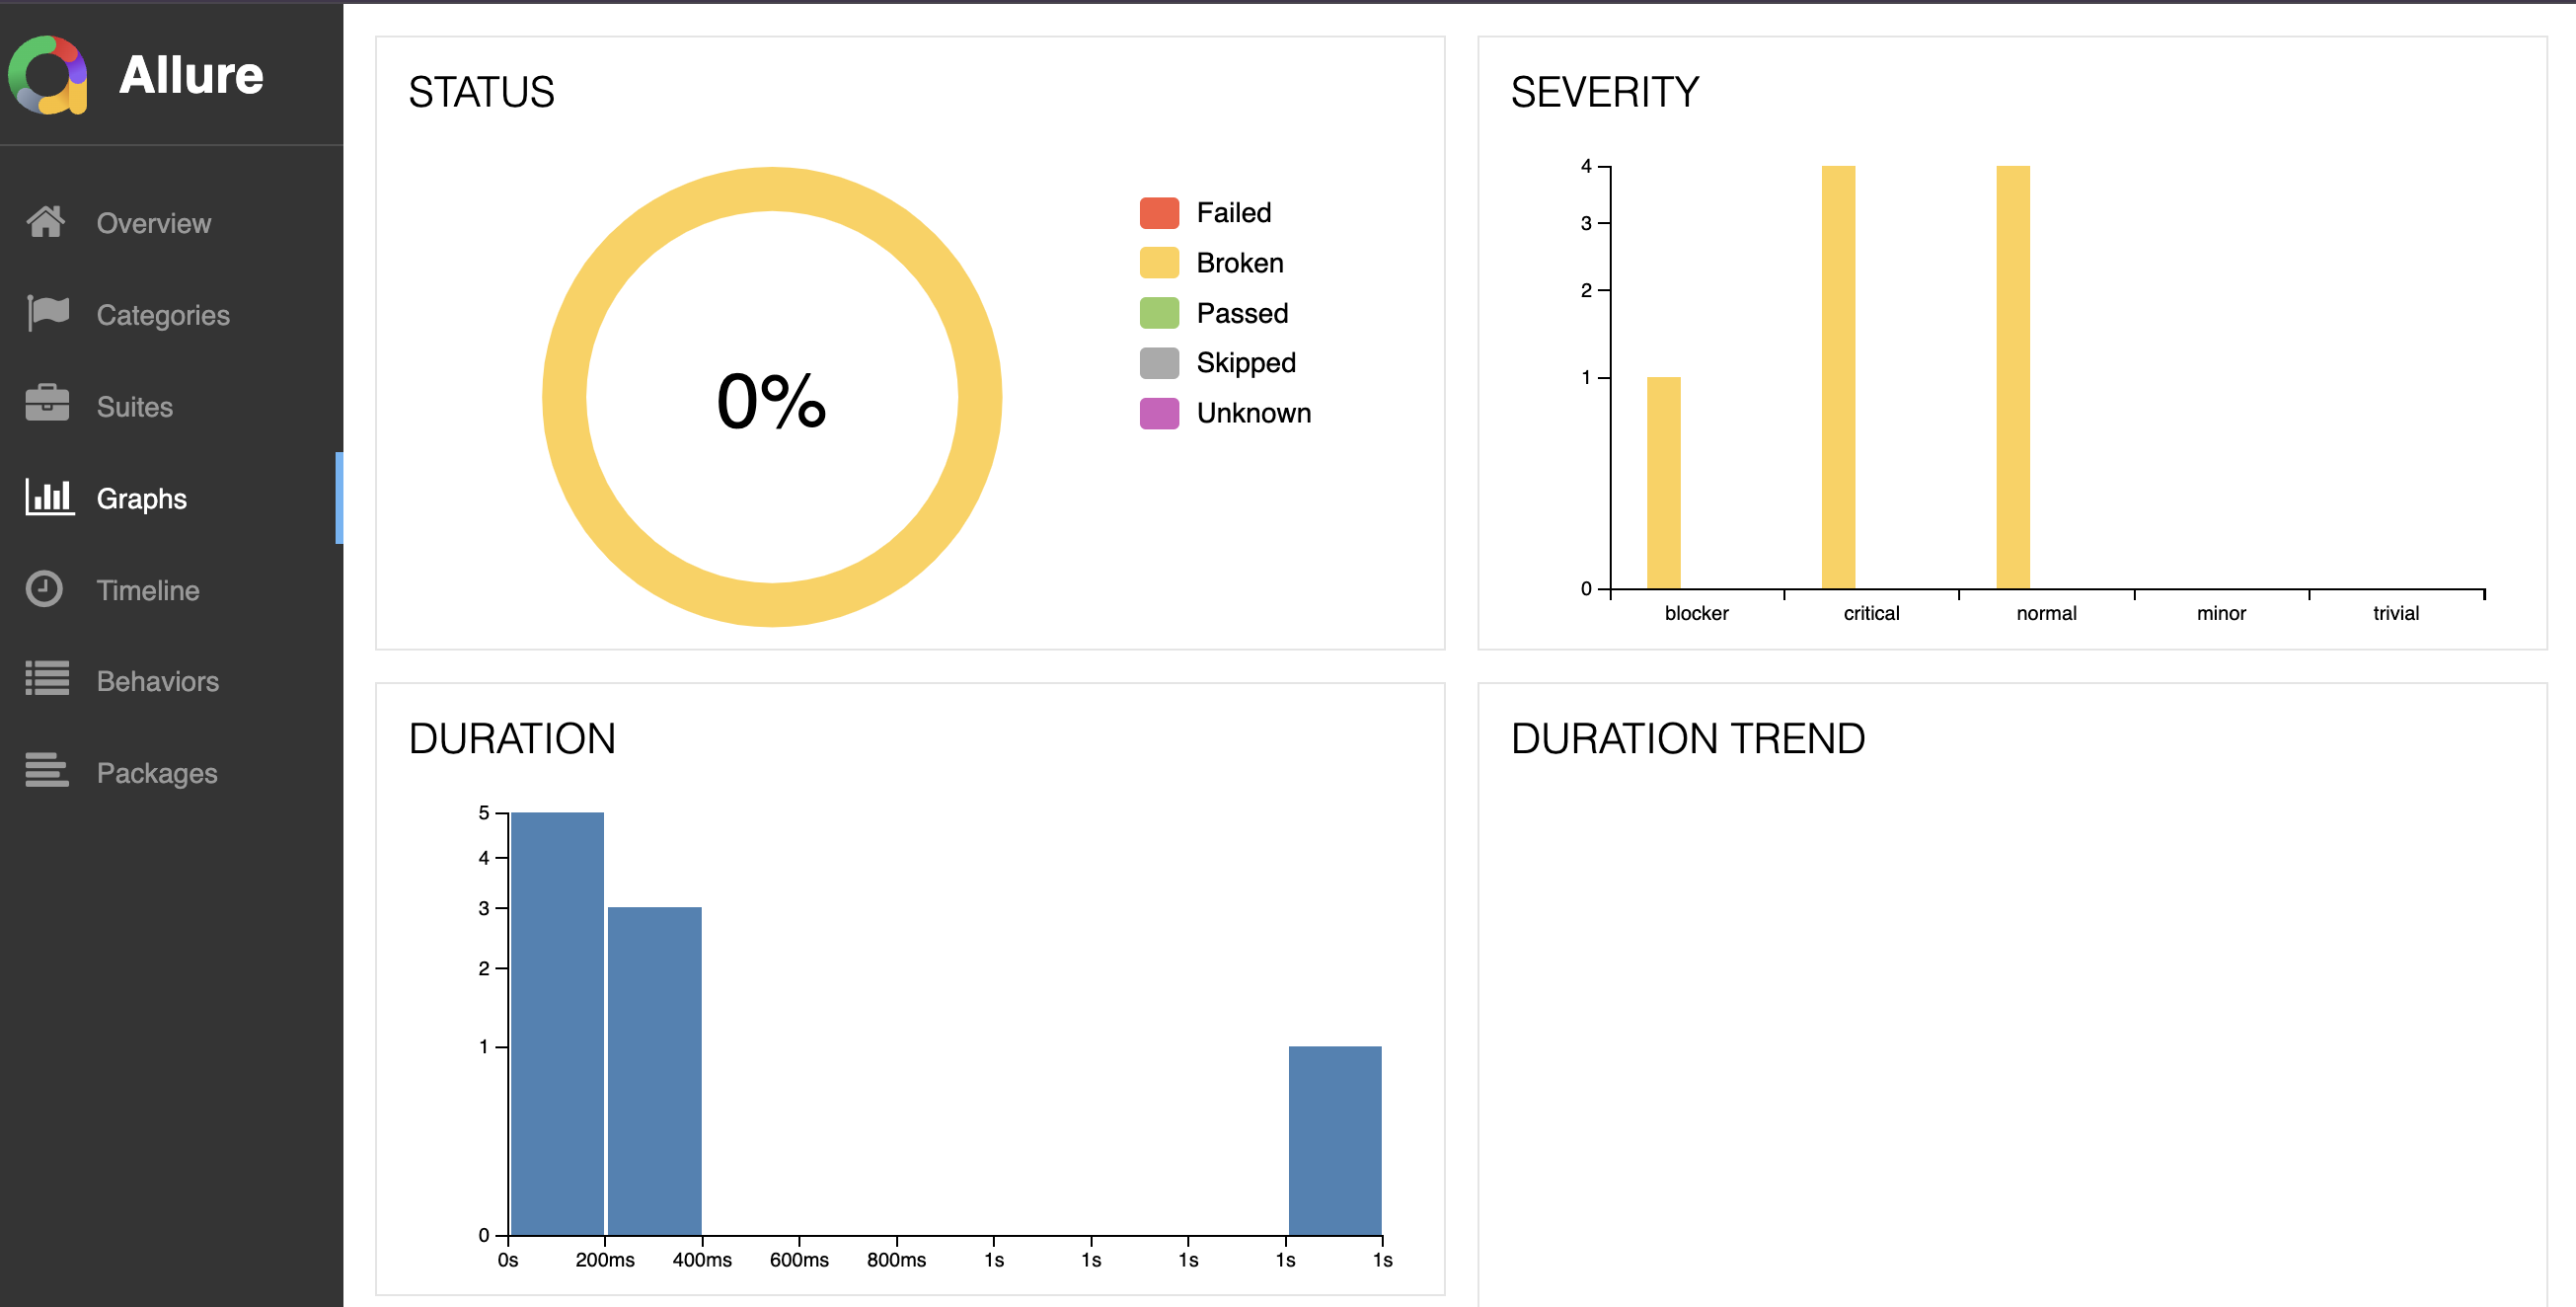 Allure
Overview
Categories
Suites
Graphs
Timeline
Behaviors
Packages
STATUS
0%
Failed
Broken
Passed
Skipped
Unknown
SEVERITY
4
3
2
1
0
blocker critical normal minor trivial
DURATION
5
4
3
2
1
0
0s 200ms 400ms 600ms 800ms 1s 1s 1s 1s 1s
DURATION TREND